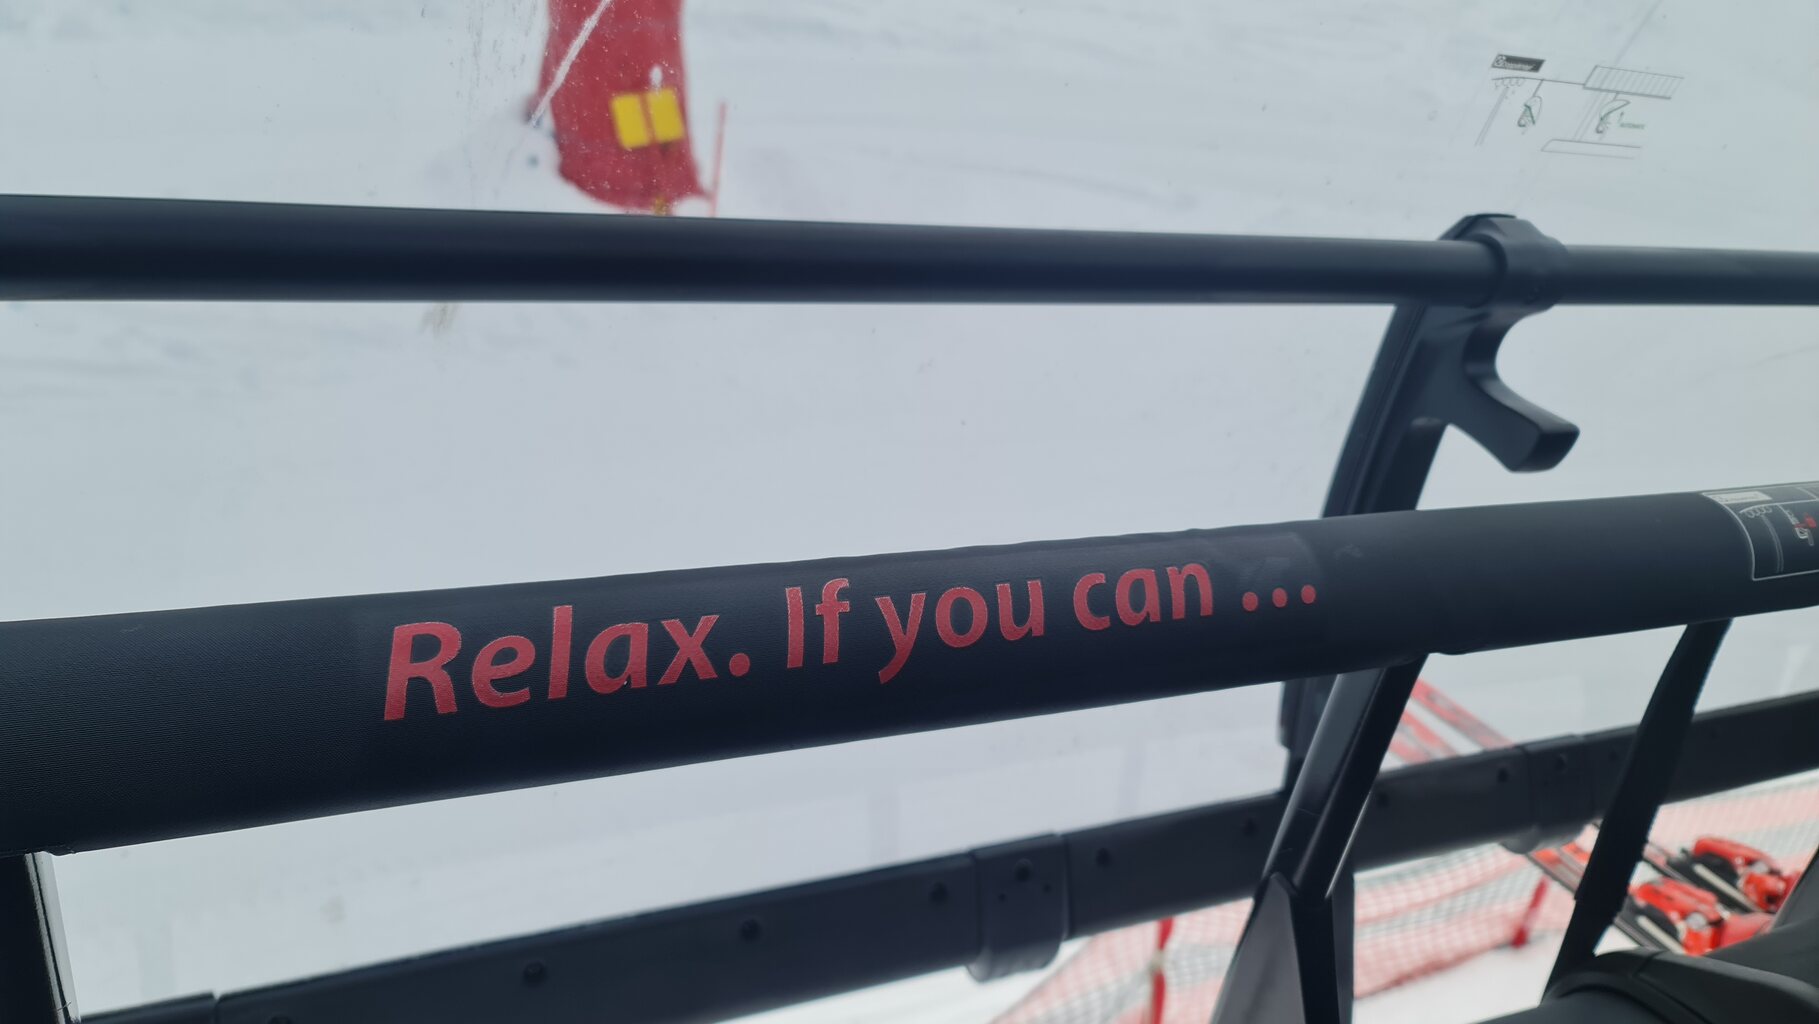 Relax. If you can ...